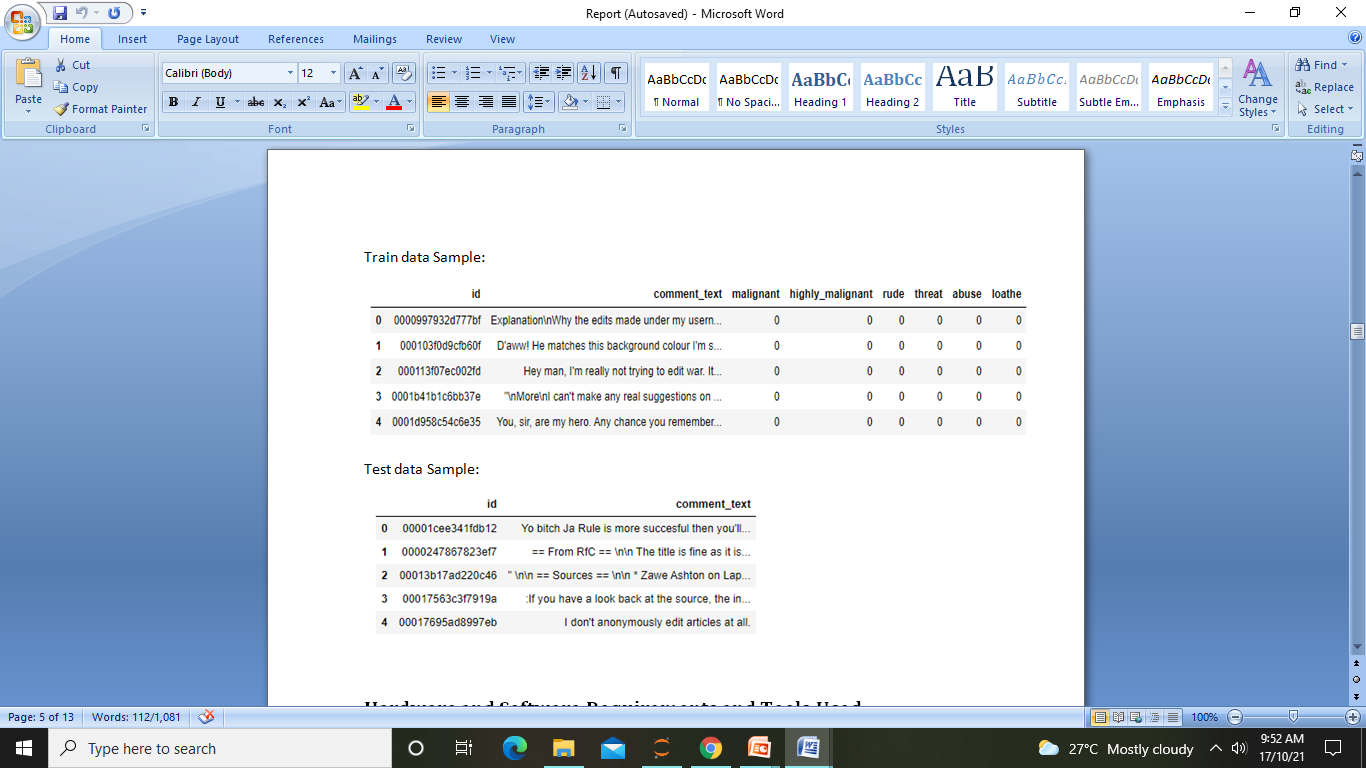 Report (Autosaved) - Microsoft Word
Home Insert Page Layout References Mailings Review View
Paste
Cut
Copy
Format Painter
Clipboard
Calibri (Body) 12
B I U abc x₂ x² Aa
Font
Paragraph
AaBbCcDc AaBbCcDc AaBbC AaBbCc AaB AaBbCc. AaBbCcDc AaBbCcDc
¶ Normal ¶ No Spaci... Heading 1 Heading 2 Title Subtitle Subtle Em... Emphasis
Change Styles
Styles
Find
Replace
Select
Editing
Train data Sample:
id comment_text malignant highly_malignant rude threat abuse loathe
0 0000997932d777bf Explanation\nWhy the edits made under my usern... 0 0 0 0 0 0
1 000103f0d9cfb60f D'aww! He matches this background colour I'm s... 0 0 0 0 0 0
2 000113f07ec002fd Hey man, I'm really not trying to edit war. It... 0 0 0 0 0 0
3 0001b41b1c6bb37e "\nMore\nI can't make any real suggestions on ... 0 0 0 0 0 0
4 0001d958c54c6e35 You, sir, are my hero. Any chance you remember... 0 0 0 0 0 0
Test data Sample:
id comment_text
0 00001cee341fdb12 Yo bitch Ja Rule is more succesful then you'll...
1 0000247867823ef7 == From RfC == \n\n The title is fine as it is...
2 00013b17ad220c46 " \n\n == Sources == \n\n * Zawe Ashton on Lap...
3 00017563c3f7919a :If you have a look back at the source, the in...
4 00017695ad8997eb I don't anonymously edit articles at all.
Hardware and Software Requirements and Tools Used
Page: 5 of 13 Words: 112/1,081 100%
Type here to search
27°C Mostly cloudy
9:52 AM
17/10/21